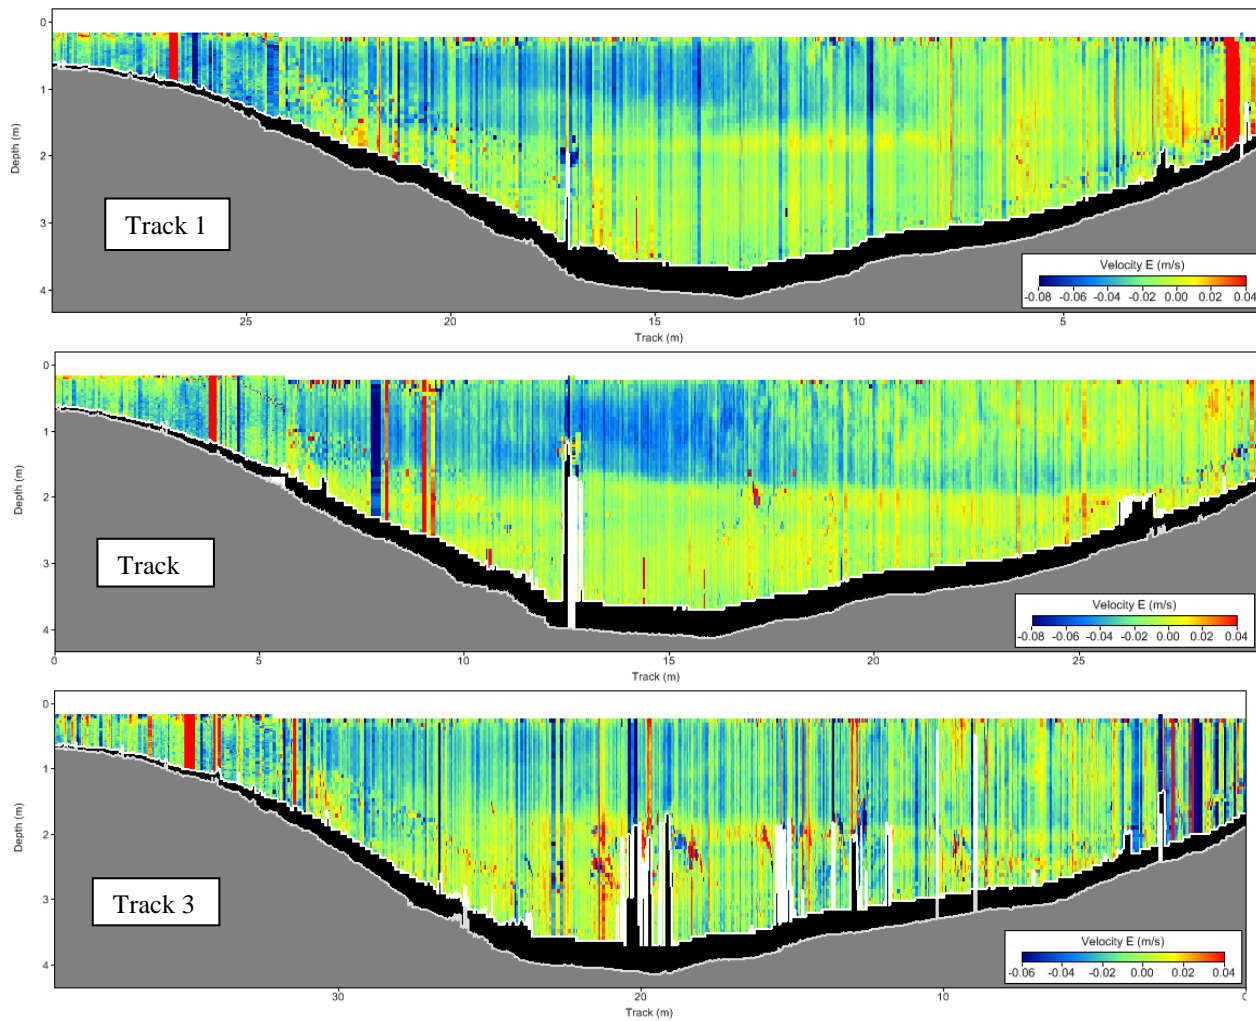 0
1
2
3
4
Depth (m)
Track 1
Velocity E (m/s)
-0.08 -0.06 -0.04 -0.02 0.00 0.02 0.04
25 20 15 10 5
Track (m)
0
1
2
3
4
Depth (m)
Track
Velocity E (m/s)
-0.08 -0.06 -0.04 -0.02 0.00 0.02 0.04
0 5 10 15 20 25
Track (m)
0
1
2
3
4
Depth (m)
Track 3
Velocity E (m/s)
-0.06 -0.04 -0.02 0.00 0.02 0.04
30 20 10 0
Track (m)